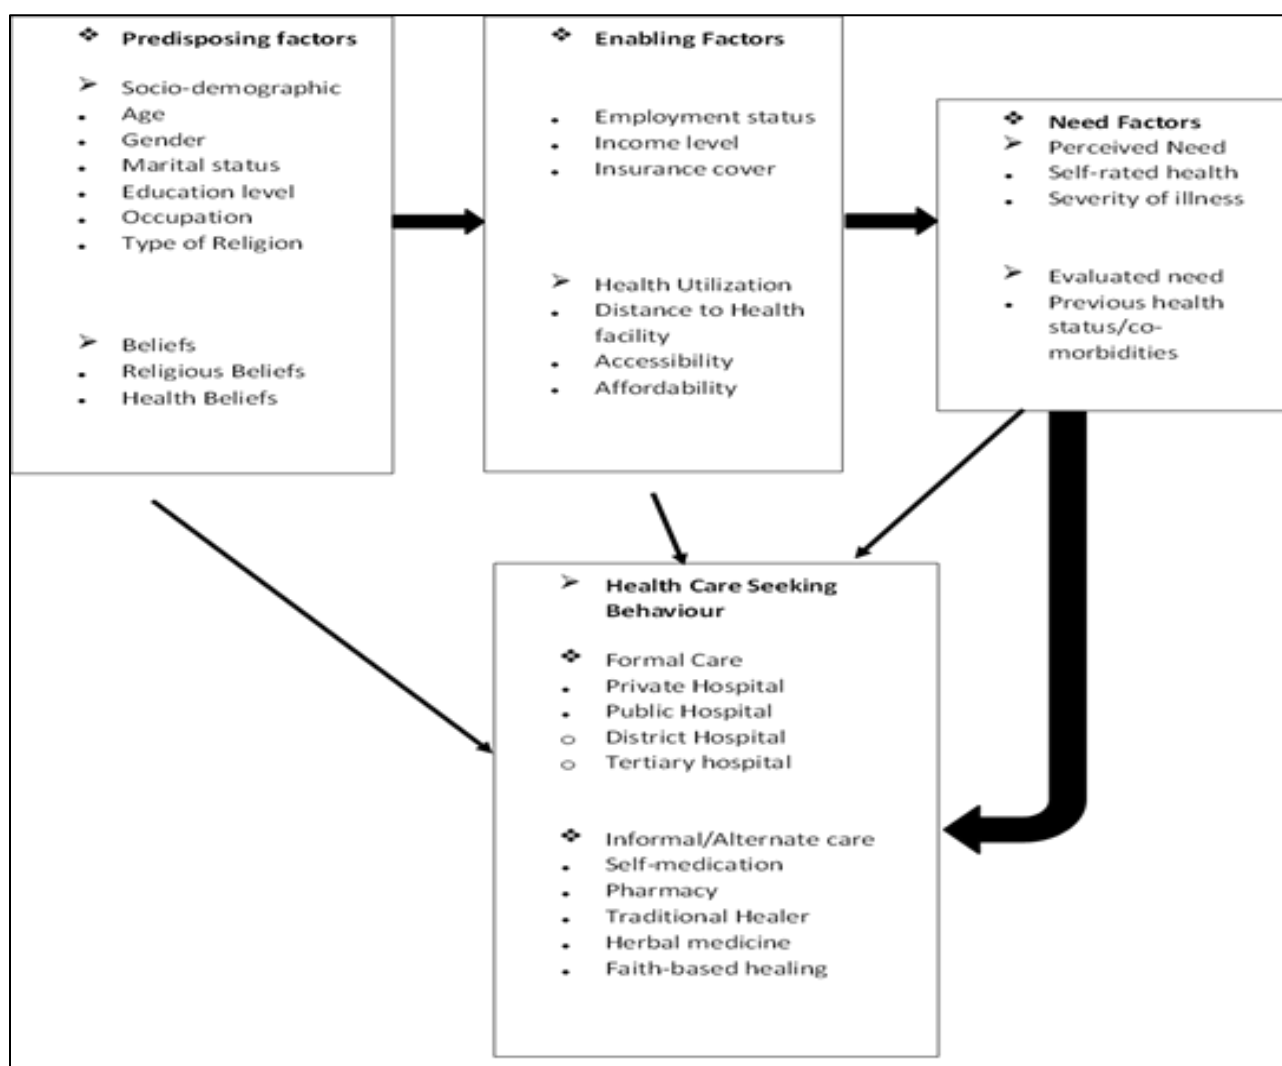 ❖ Predisposing factors
➢ Socio-demographic
• Age
• Gender
• Marital status
• Education level
• Occupation
• Type of Religion
➢ Beliefs
• Religious Beliefs
• Health Beliefs
❖ Enabling Factors
• Employment status
• Income level
• Insurance cover
➢ Health Utilization
• Distance to Health
facility
• Accessibility
• Affordability
❖ Need Factors
➢ Perceived Need
• Self-rated health
• Severity of illness
➢ Evaluated need
• Previous health
status/co-
morbidities
➢ Health Care Seeking
Behaviour
❖ Formal Care
• Private Hospital
• Public Hospital
○ District Hospital
○ Tertiary hospital
❖ Informal/Alternate care
• Self-medication
• Pharmacy
• Traditional Healer
• Herbal medicine
• Faith-based healing